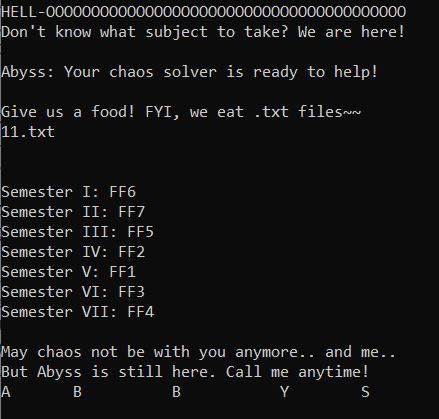 HELL-OOOOOOOOOOOOOOOOOOOOOOOOOOOOOOOOOOOOOOOO
Don't know what subject to take? We are here!
Abyss: Your chaos solver is ready to help!
Give us a food! FYI, we eat .txt files~~
11.txt
Semester I: FF6
Semester II: FF7
Semester III: FF5
Semester IV: FF2
Semester V: FF1
Semester VI: FF3
Semester VII: FF4
May chaos not be with you anymore.. and me..
But Abyss is still here. Call me anytime!
A B B Y S